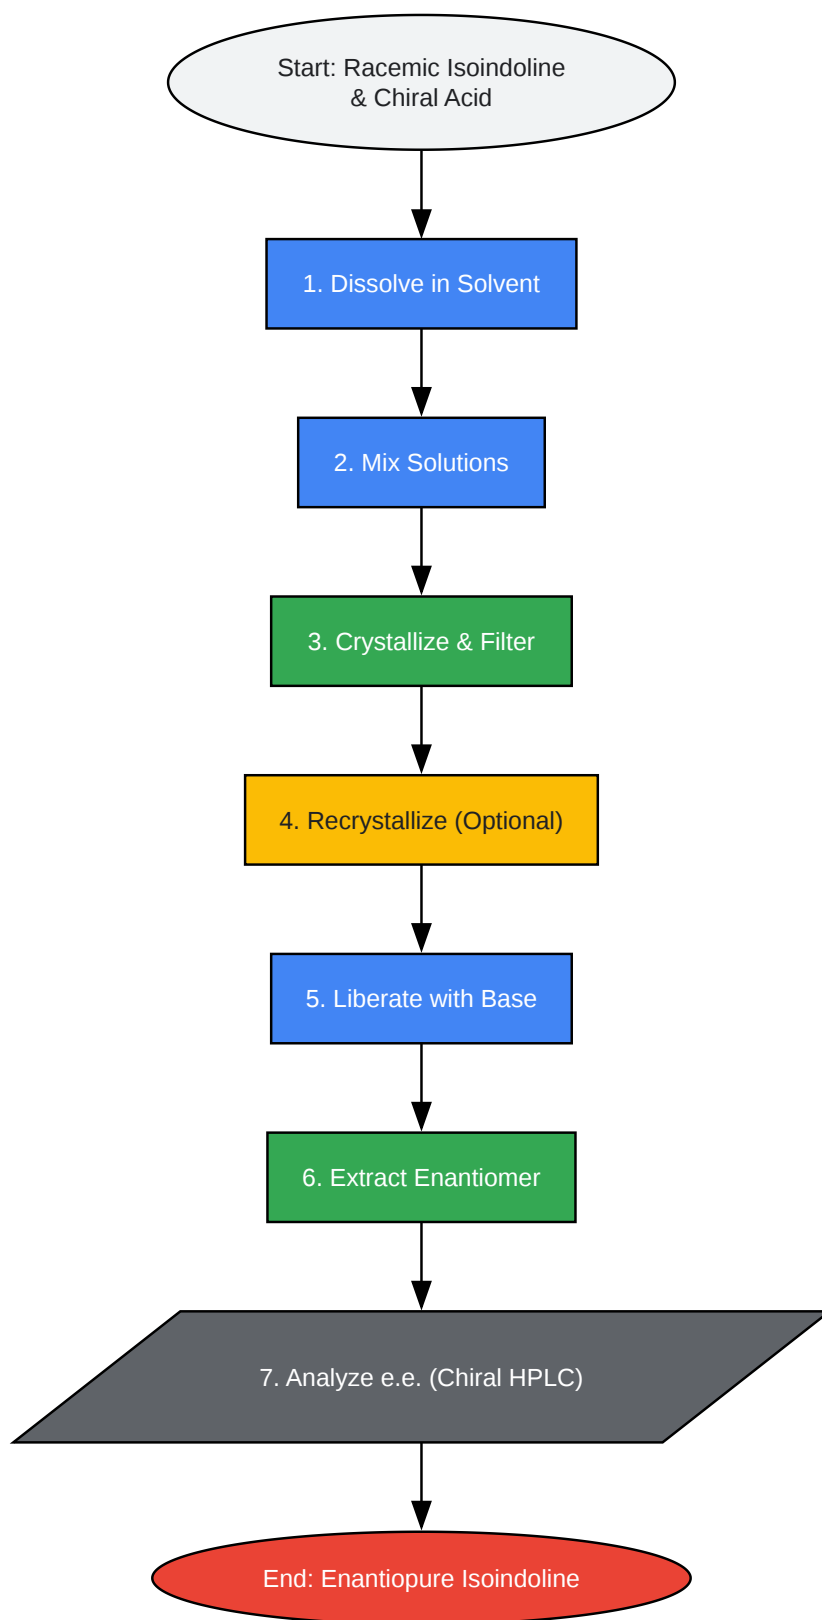 Start: Racemic Isoindoline
& Chiral Acid
1. Dissolve in Solvent
2. Mix Solutions
3. Crystallize & Filter
4. Recrystallize (Optional)
5. Liberate with Base
6. Extract Enantiomer
7. Analyze e.e. (Chiral HPLC)
End: Enantiopure Isoindoline